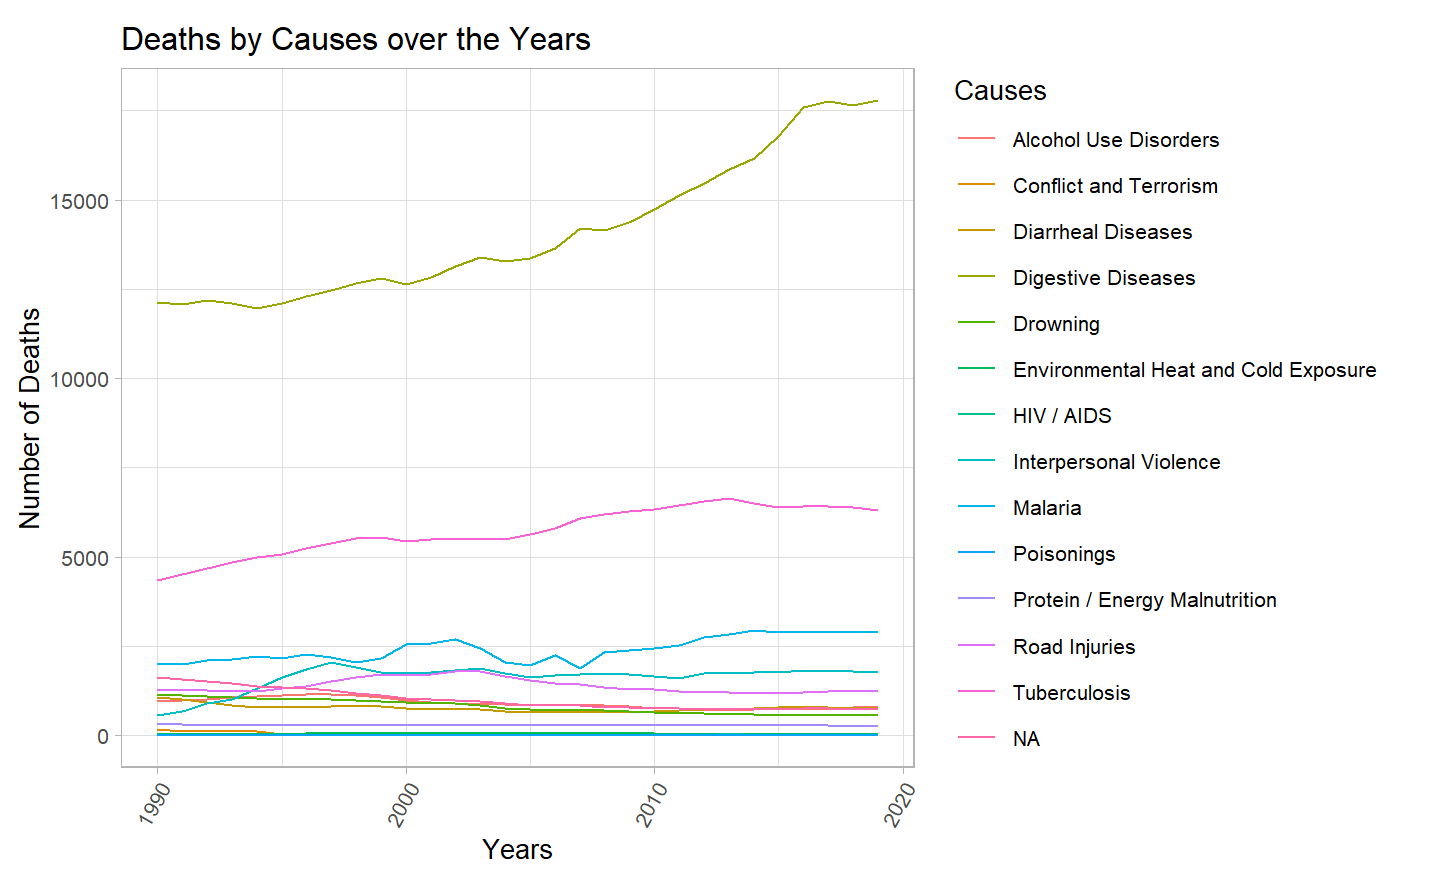 Deaths by Causes over the Years
Number of Deaths
15000
10000
5000
0
1990
2000
2010
2020
Years
Causes
Alcohol Use Disorders
Conflict and Terrorism
Diarrheal Diseases
Digestive Diseases
Drowning
Environmental Heat and Cold Exposure
HIV / AIDS
Interpersonal Violence
Malaria
Poisonings
Protein / Energy Malnutrition
Road Injuries
Tuberculosis
NA